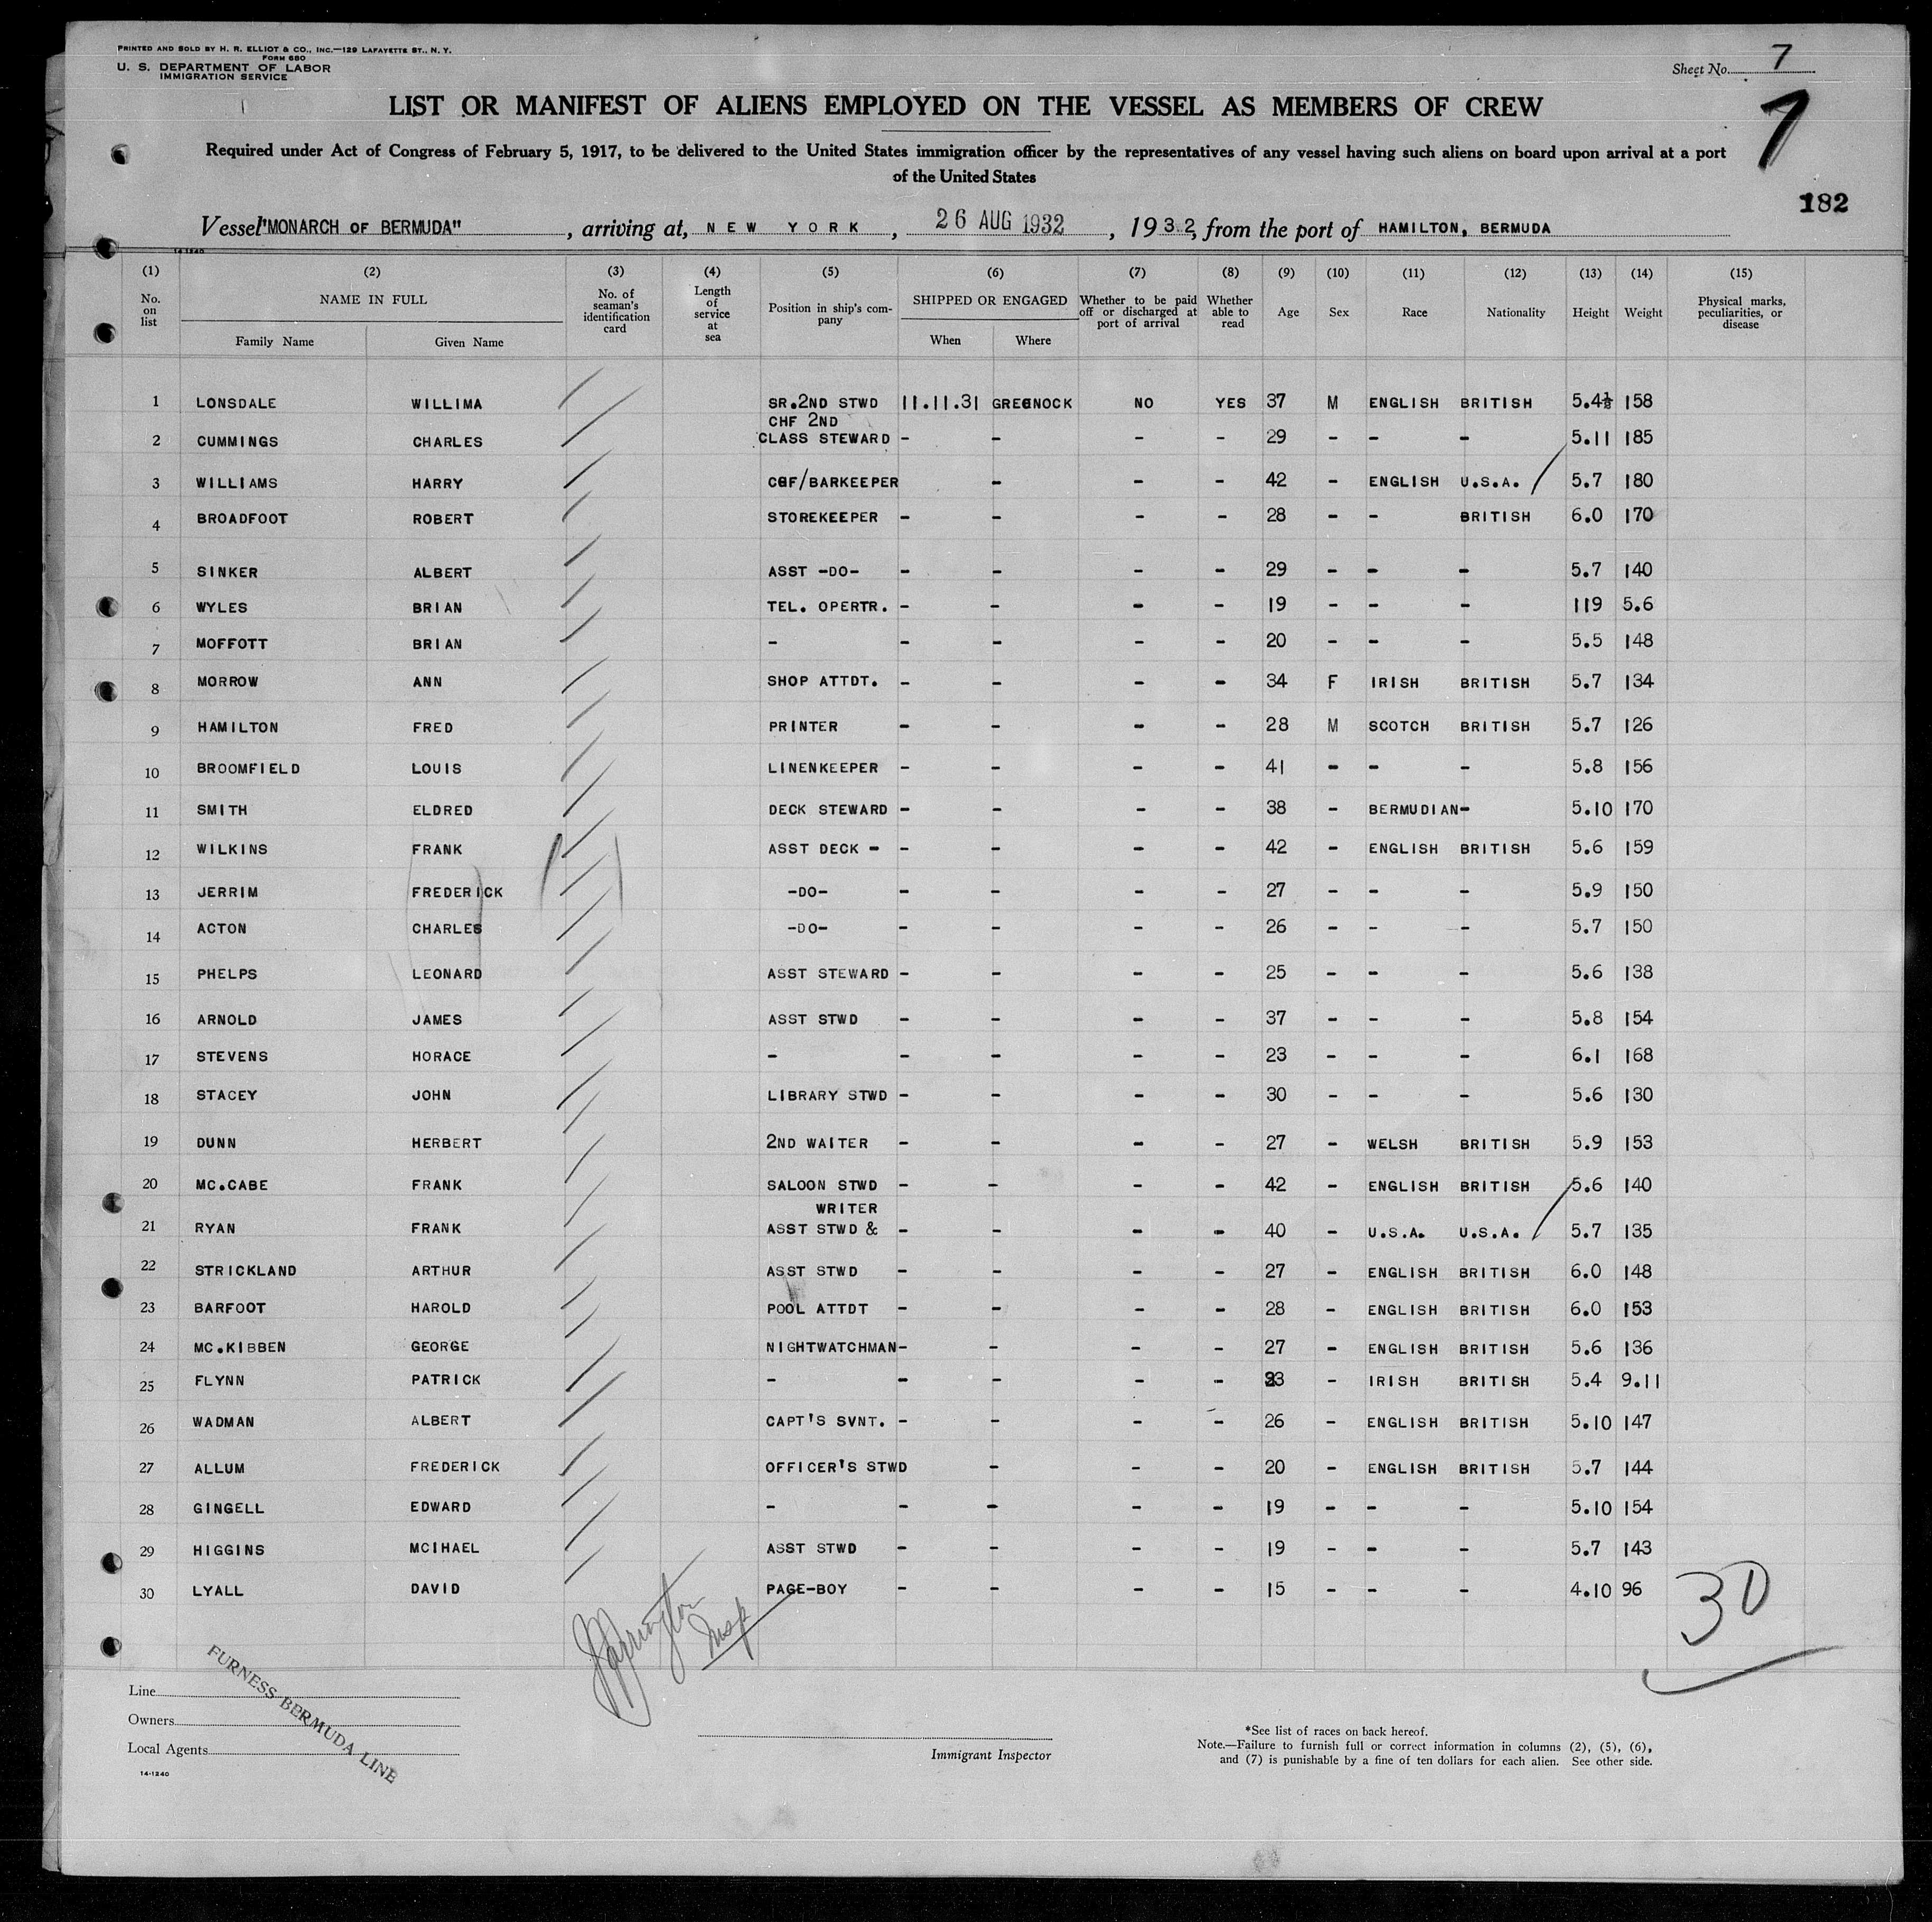 PRINTED AND SOLD BY H. R. ELLIOT & CO., INC.—129 LAFAYETTE ST., N. Y.
FORM 680
U. S. DEPARTMENT OF LABOR
IMMIGRATION SERVICE
Sheet No. 7
7
LIST OR MANIFEST OF ALIENS EMPLOYED ON THE VESSEL AS MEMBERS OF CREW
Required under Act of Congress of February 5, 1917, to be delivered to the United States immigration officer by the representatives of any vessel having such aliens on board upon arrival at a port
of the United States
182
Vessel "MONARCH OF BERMUDA", arriving at, NEW YORK, 26 AUG 1932, 1932, from the port of HAMILTON, BERMUDA
14-1240
(1) (2) (3) (4) (5) (6) (7) (8) (9) (10) (11) (12) (13) (14) (15)
No. on list NAME IN FULL Family Name Given Name No. of seaman's identification card Length of service at sea Position in ship's company SHIPPED OR ENGAGED When Where Whether to be paid off or discharged at port of arrival Whether able to read Age Sex Race Nationality Height Weight Physical marks, peculiarities, or disease
1 LONSDALE WILLIMA SR.2ND STWD 11.11.31 GREENOCK NO YES 37 M ENGLISH BRITISH 5.4½ 158
CHF 2ND
2 CUMMINGS CHARLES CLASS STEWARD - - - - 29 - - - 5.11 185
3 WILLIAMS HARRY CHF/BARKEEPER - - - 42 - ENGLISH U.S.A. 5.7 180
4 BROADFOOT ROBERT STOREKEEPER - - - - 28 - - BRITISH 6.0 170
5 SINKER ALBERT ASST -DO- - - - - 29 - - - 5.7 140
6 WYLES BRIAN TEL. OPERTR. - - - - 19 - - - 119 5.6
7 MOFFOTT BRIAN - - - - - 20 - - - 5.5 148
8 MORROW ANN SHOP ATTDT. - - - - 34 F IRISH BRITISH 5.7 134
9 HAMILTON FRED PRINTER - - - - 28 M SCOTCH BRITISH 5.7 126
10 BROOMFIELD LOUIS LINENKEEPER - - - - 41 - - - 5.8 156
11 SMITH ELDRED DECK STEWARD - - - - 38 - BERMUDIAN - 5.10 170
12 WILKINS FRANK ASST DECK - - - - - 42 - ENGLISH BRITISH 5.6 159
13 JERRIM FREDERICK -DO- - - - - 27 - - - 5.9 150
14 ACTON CHARLES -DO- - - - - 26 - - - 5.7 150
15 PHELPS LEONARD ASST STEWARD - - - - 25 - - - 5.6 138
16 ARNOLD JAMES ASST STWD - - - - 37 - - - 5.8 154
17 STEVENS HORACE - - - - - 23 - - - 6.1 168
18 STACEY JOHN LIBRARY STWD - - - - 30 - - - 5.6 130
19 DUNN HERBERT 2ND WAITER - - - - 27 - WELSH BRITISH 5.9 153
20 MC.CABE FRANK SALOON STWD - - - - 42 - ENGLISH BRITISH 5.6 140
WRITER
21 RYAN FRANK ASST STWD & - - - - 40 - U.S.A. U.S.A. 5.7 135
22 STRICKLAND ARTHUR ASST STWD - - - - 27 - ENGLISH BRITISH 6.0 148
23 BARFOOT HAROLD POOL ATTDT - - - - 28 - ENGLISH BRITISH 6.0 153
24 MC.KIBBEN GEORGE NIGHTWATCHMAN - - - - 27 - ENGLISH BRITISH 5.6 136
25 FLYNN PATRICK - - - - - 23 - IRISH BRITISH 5.4 9.11
26 WADMAN ALBERT CAPT'S SVNT. - - - - 26 - ENGLISH BRITISH 5.10 147
27 ALLUM FREDERICK OFFICER'S STWD - - - 20 - ENGLISH BRITISH 5.7 144
28 GINGELL EDWARD - - - - - 19 - - - 5.10 154
29 HIGGINS MCIHAEL ASST STWD - - - - 19 - - - 5.7 143
30 LYALL DAVID PAGE-BOY - - - - 15 - - - 4.10 96
30
Insp
Line
Owners
Local Agents
FURNESS BERMUDA LINE
14-1240
Immigrant Inspector
*See list of races on back hereof.
Note.—Failure to furnish full or correct information in columns (2), (5), (6),
and (7) is punishable by a fine of ten dollars for each alien. See other side.